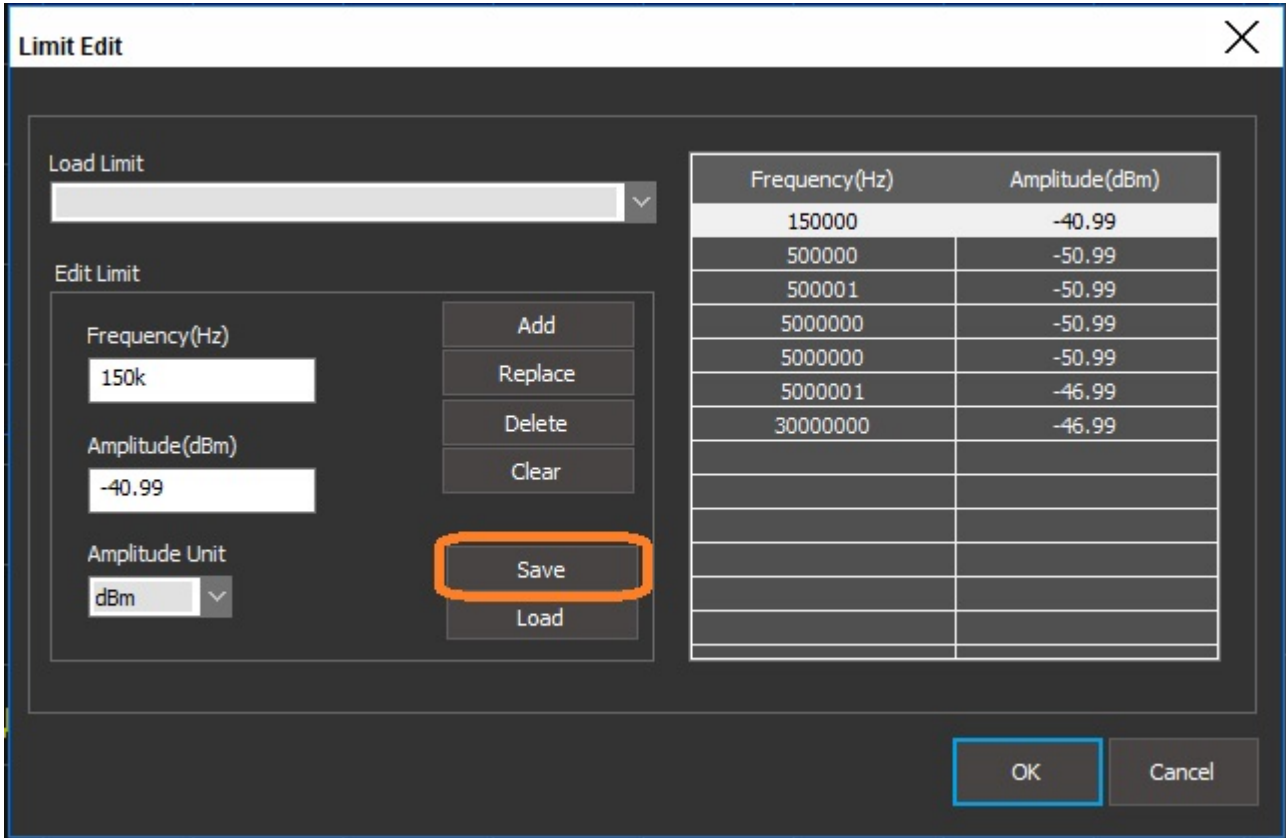 Limit Edit
Load Limit
Edit Limit
Frequency(Hz)
150k
Amplitude(dBm)
-40.99
Amplitude Unit
dBm
Add
Replace
Delete
Clear
Save
Load
Frequency(Hz) Amplitude(dBm)
150000 -40.99
500000 -50.99
500001 -50.99
5000000 -50.99
5000000 -50.99
5000001 -46.99
30000000 -46.99
OK
Cancel